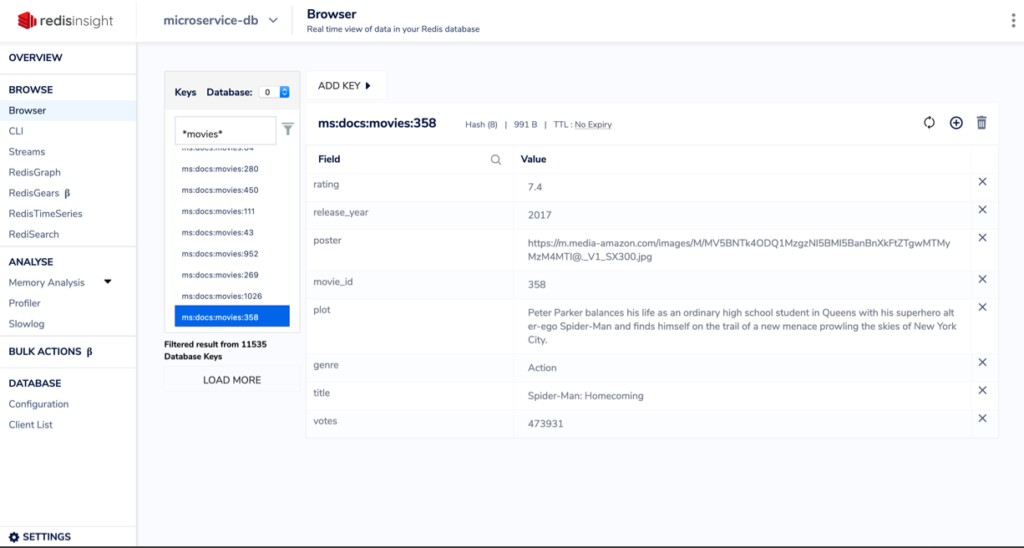 redisinsight
microservice-db
Browser
Real time view of data in your Redis database
OVERVIEW
BROWSE
Browser
CLI
Streams
RedisGraph
RedisGears β
RedisTimeSeries
RediSearch
ANALYSE
Memory Analysis
Profiler
Slowlog
BULK ACTIONS β
DATABASE
Configuration
Client List
SETTINGS
Keys Database: 0
*movies*
ms:docs:movies:280
ms:docs:movies:450
ms:docs:movies:111
ms:docs:movies:43
ms:docs:movies:952
ms:docs:movies:269
ms:docs:movies:1026
ms:docs:movies:358
Filtered result from 11535
Database Keys
LOAD MORE
ADD KEY
ms:docs:movies:358 Hash (8) | 991 B | TTL : No Expiry
Field Value
rating 7.4
release_year 2017
poster https://m.media-amazon.com/images/M/MV5BNTk4ODQ1MzgzNl5BMl5BanBnXkFtZTgwMTMy
MzM4MTI@._V1_SX300.jpg
movie_id 358
plot Peter Parker balances his life as an ordinary high school student in Queens with his superhero alt
er-ego Spider-Man and finds himself on the trail of a new menace prowling the skies of New York
City.
genre Action
title Spider-Man: Homecoming
votes 473931